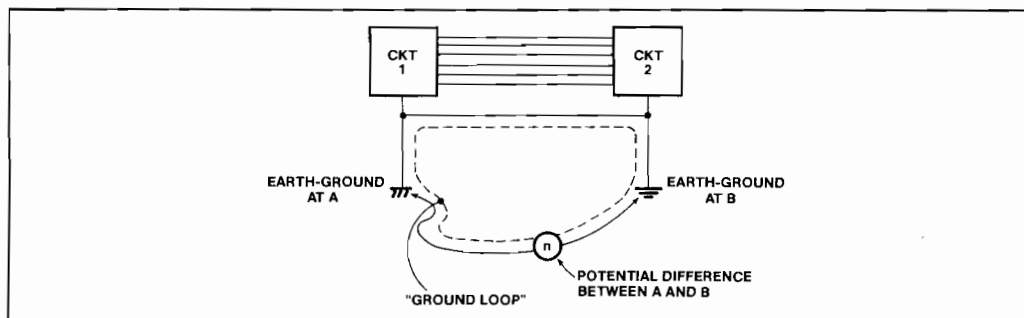 CKT
1
CKT
2
EARTH-GROUND
AT A
EARTH-GROUND
AT B
n
POTENTIAL DIFFERENCE
BETWEEN A AND B
"GROUND LOOP"